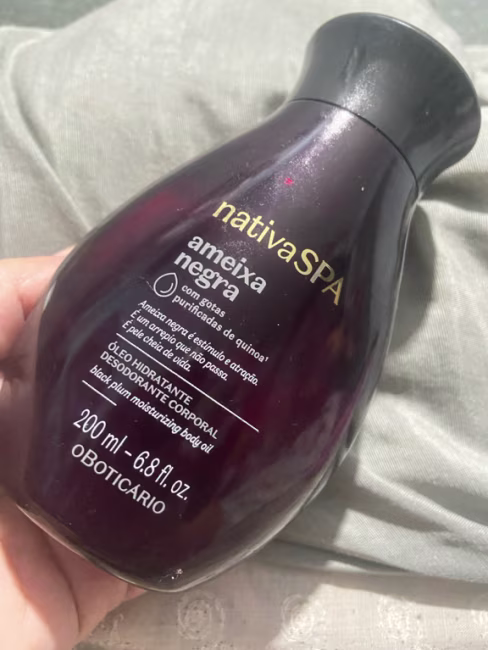 nativaSPA
ameixa
negra
com gotas
purificadas de quinoa¹
Ameixa negra é estímulo e atração.
É um arrepio que não passa.
É pele cheia de vida.
ÓLEO HIDRATANTE
DESODORANTE CORPORAL
black plum moisturizing body oil
200 ml - 6.8 fl. oz.
oBOTICÁRIO